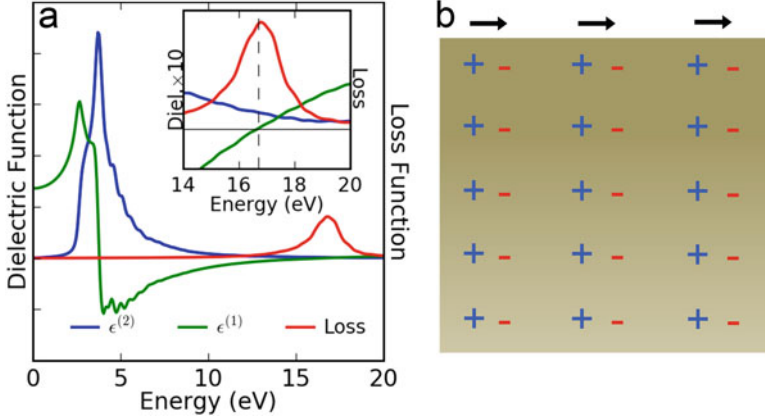 a
b
Dielectric Function
Loss Function
Diel.×10
Loss
14 16 18 20
Energy (eV)
+ - + - + -
+ - + - + -
+ - + - + -
+ - + - + -
+ - + - + -
ϵ(2) ϵ(1) Loss
0 5 10 15 20
Energy (eV)